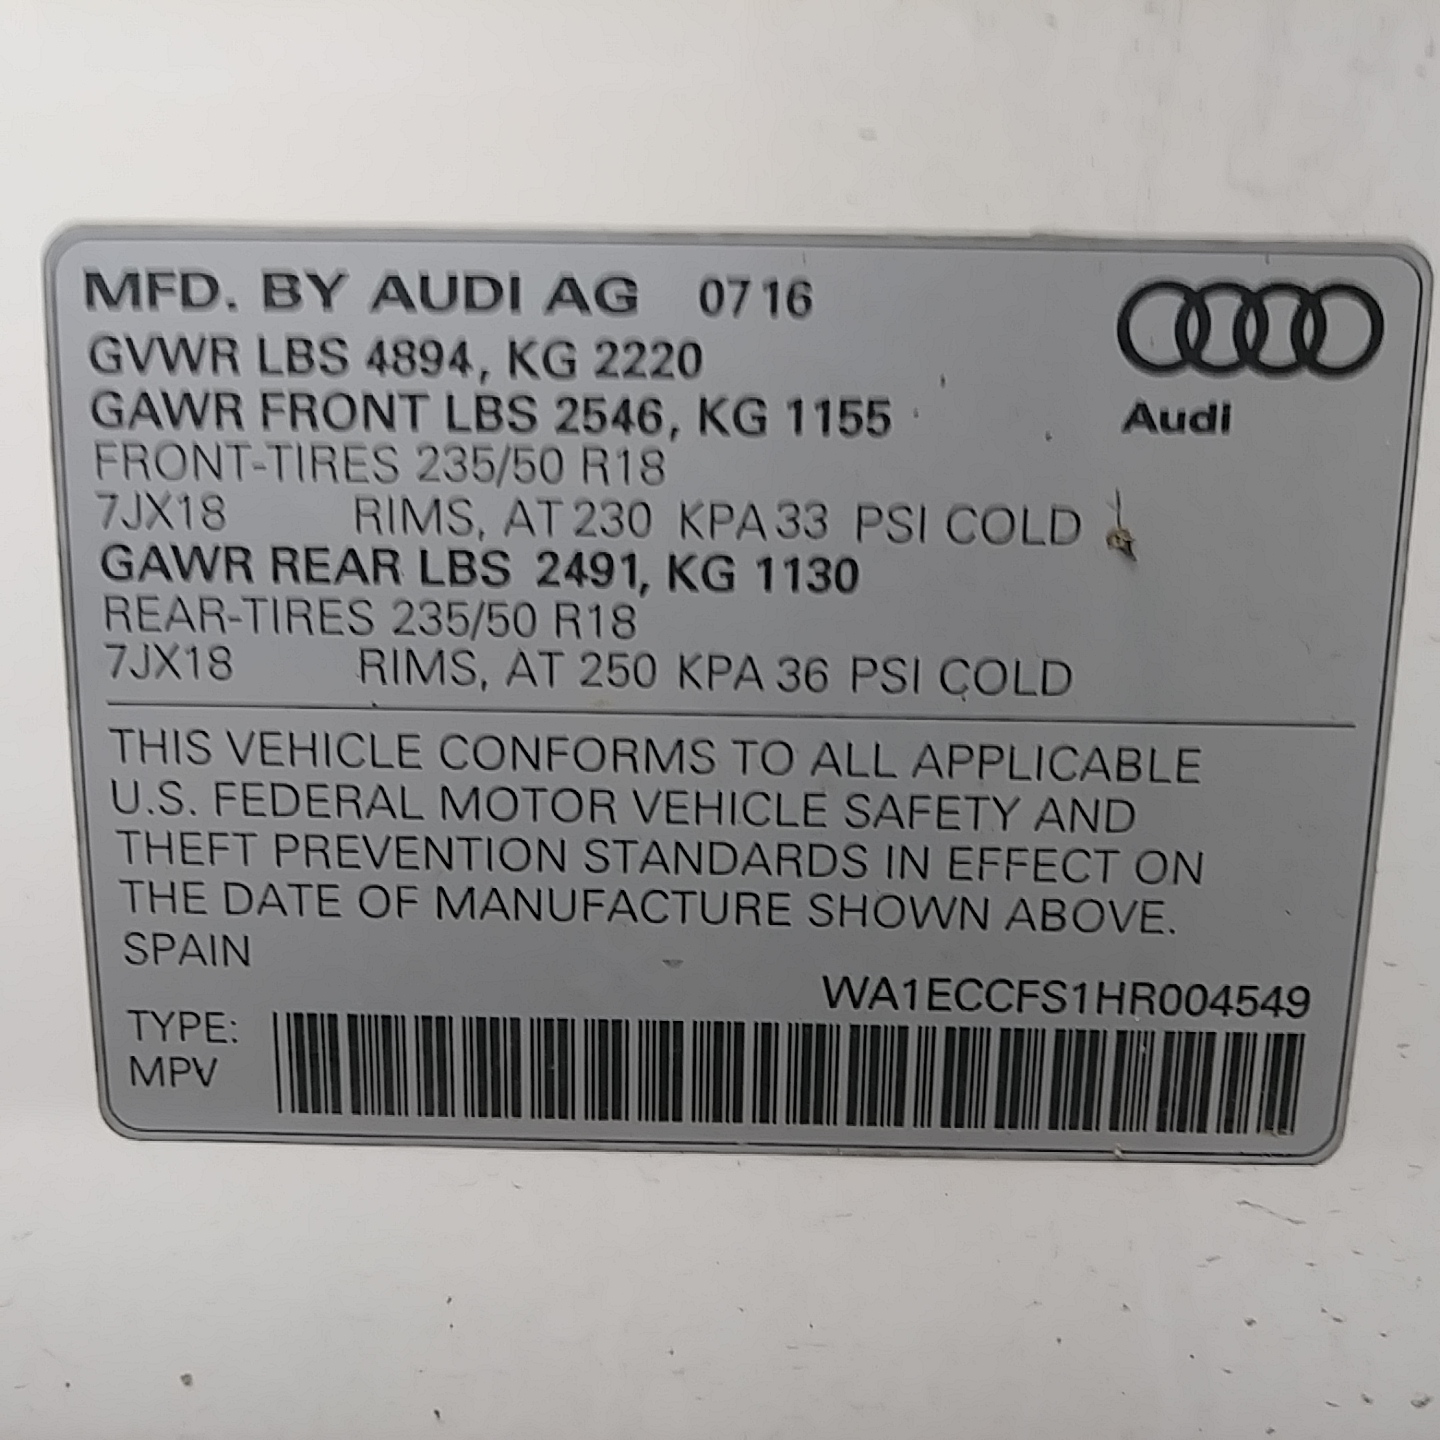 MFD. BY AUDI AG 0716
GVWR LBS 4894, KG 2220
GAWR FRONT LBS 2546, KG 1155
Audi
FRONT-TIRES 235/50 R18
7JX18 RIMS, AT 230 KPA 33 PSI COLD
GAWR REAR LBS 2491, KG 1130
REAR-TIRES 235/50 R18
7JX18 RIMS, AT 250 KPA 36 PSI COLD
THIS VEHICLE CONFORMS TO ALL APPLICABLE
U.S. FEDERAL MOTOR VEHICLE SAFETY AND
THEFT PREVENTION STANDARDS IN EFFECT ON
THE DATE OF MANUFACTURE SHOWN ABOVE.
SPAIN
WA1ECCFS1HR004549
TYPE:
MPV